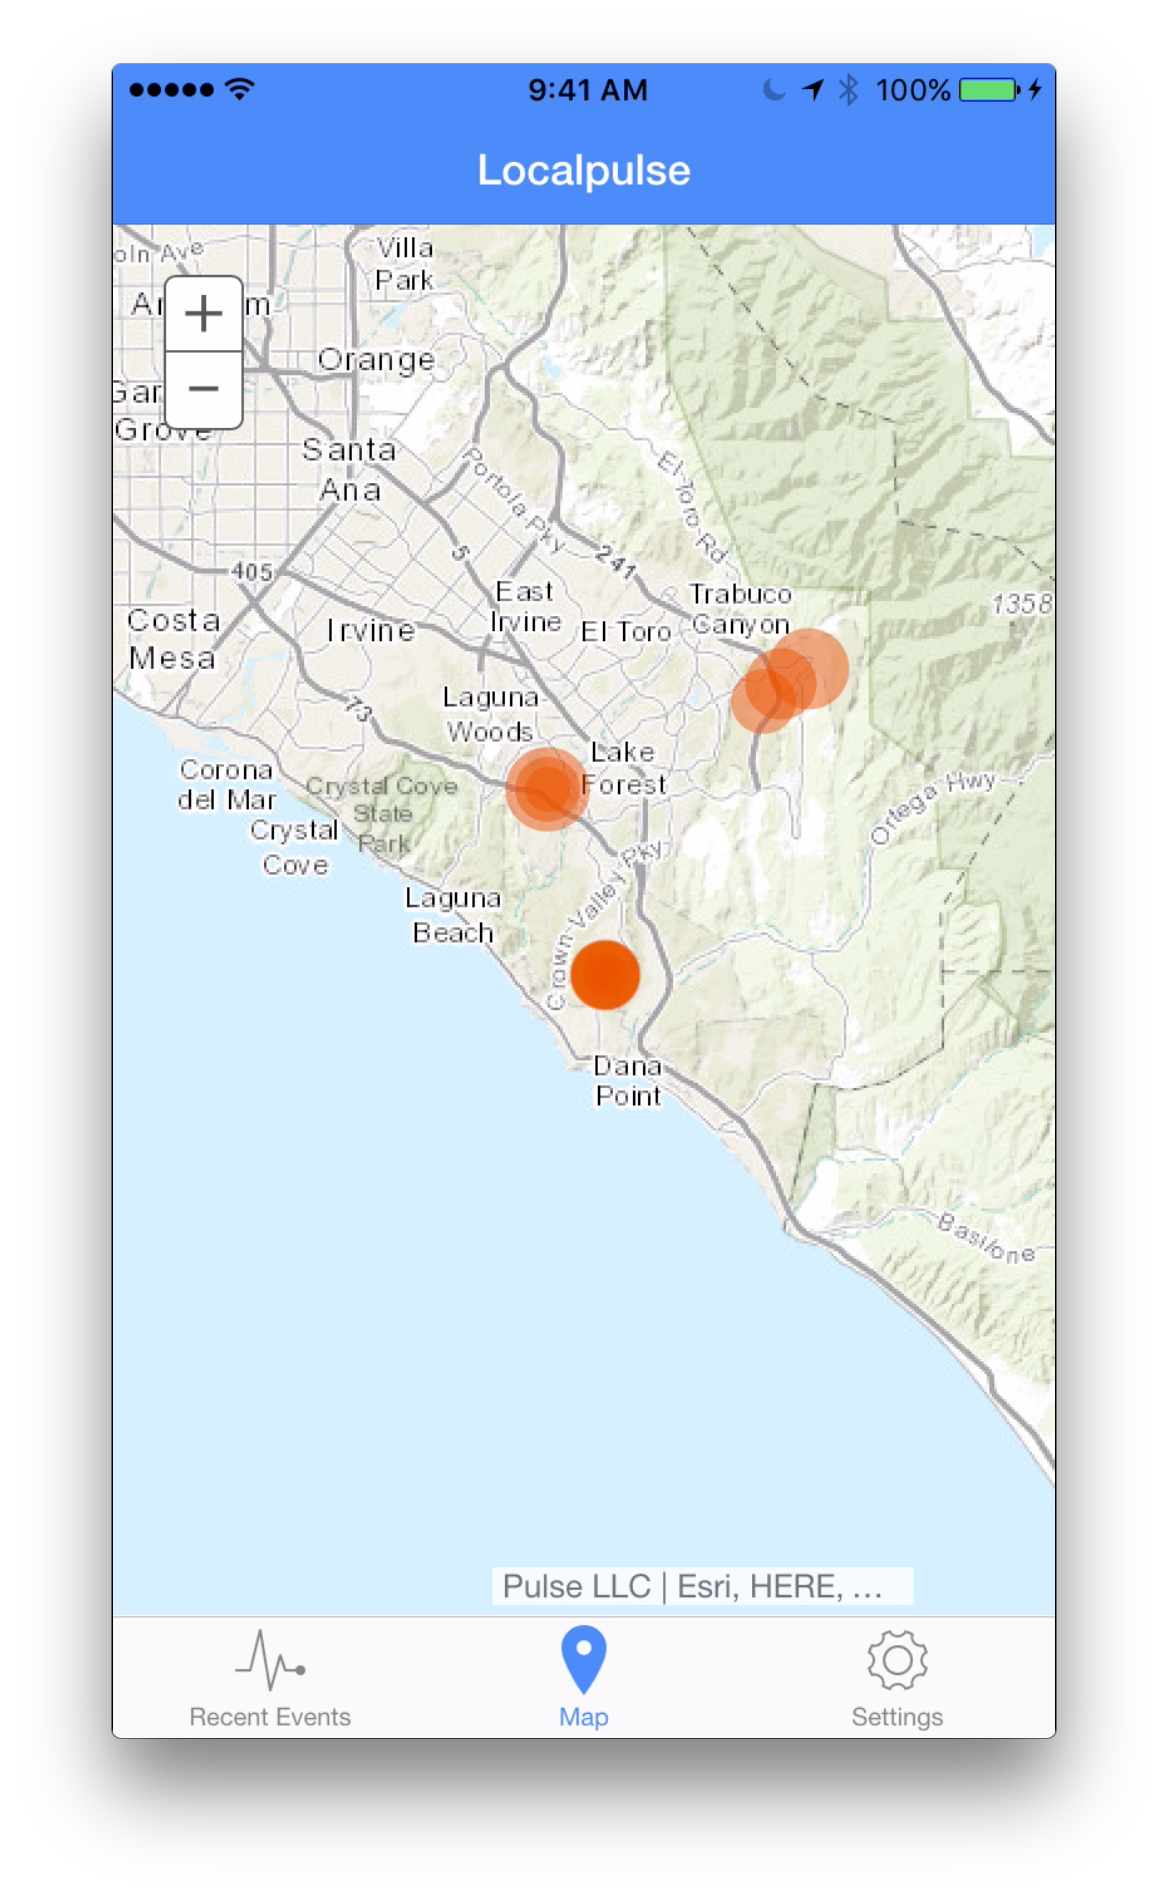 9:41 AM
100%
Localpulse
oln Ave
Villa
Park
Orange
Grove
Santa
Ana
Portola Pky
El Toro Rd
241
5
405
East
Irvine
Trabuco
Canyon
1358
Costa
Mesa
Irvine
El Toro
73
Laguna
Woods
Lake
Forest
Corona
del Mar
Crystal Cove
State
Park
Crystal
Cove
Ortega Hwy
Crown Valley Pky
Laguna
Beach
Dana
Point
Basilone
Pulse LLC | Esri, HERE, …
Recent Events
Map
Settings